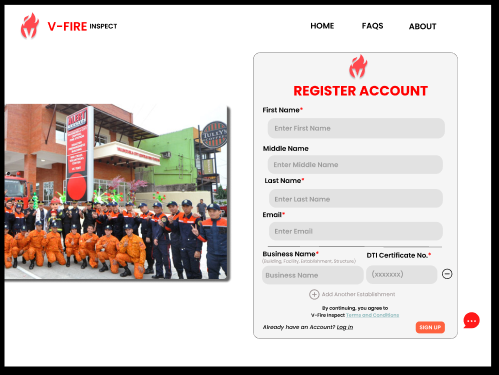 V-FIRE INSPECT
HOME
FAQS
ABOUT
REGISTER ACCOUNT
First Name*
Enter First Name
Middle Name
Enter Middle Name
Last Name*
Enter Last Name
Email*
Enter Email
Business Name*
(Building, Facility, Establishment, Structure)
DTI Certificate No.*
Business Name
(xxxxxxx)
Add Another Establishment
By continuing, you agree to
V-Fire Inspect Terms and Conditions
Already have an Account? Log in
SIGN UP